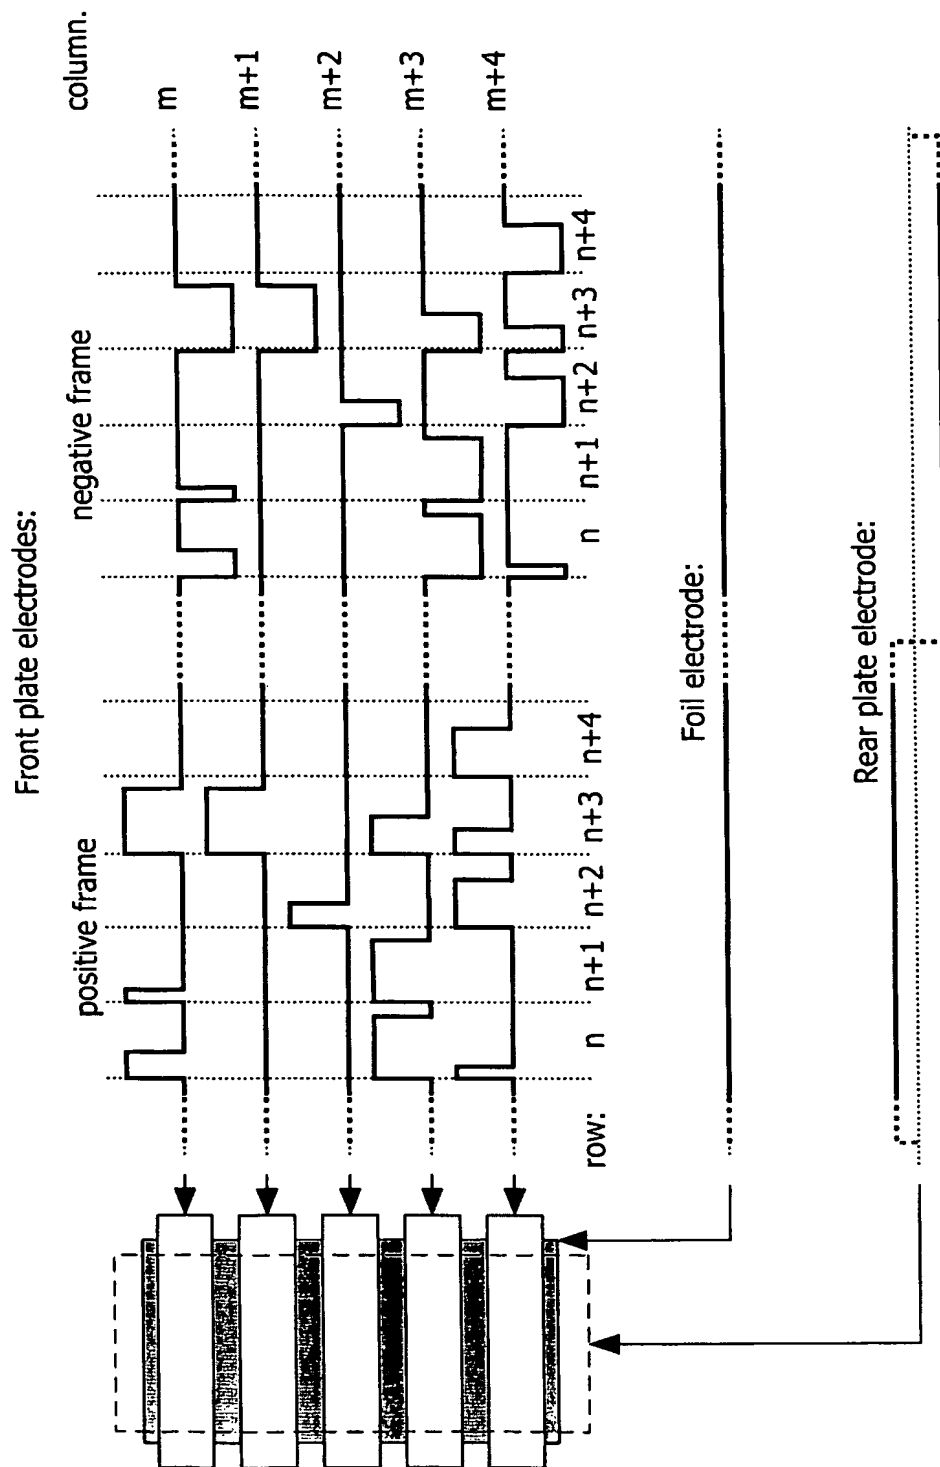 Front plate electrodes:
positive frame
negative frame
column.
m
m+1
m+2
m+3
m+4
row:
n
n+1
n+2
n+3
n+4
n
n+1
n+2
n+3
n+4
Foil electrode:
Rear plate electrode: